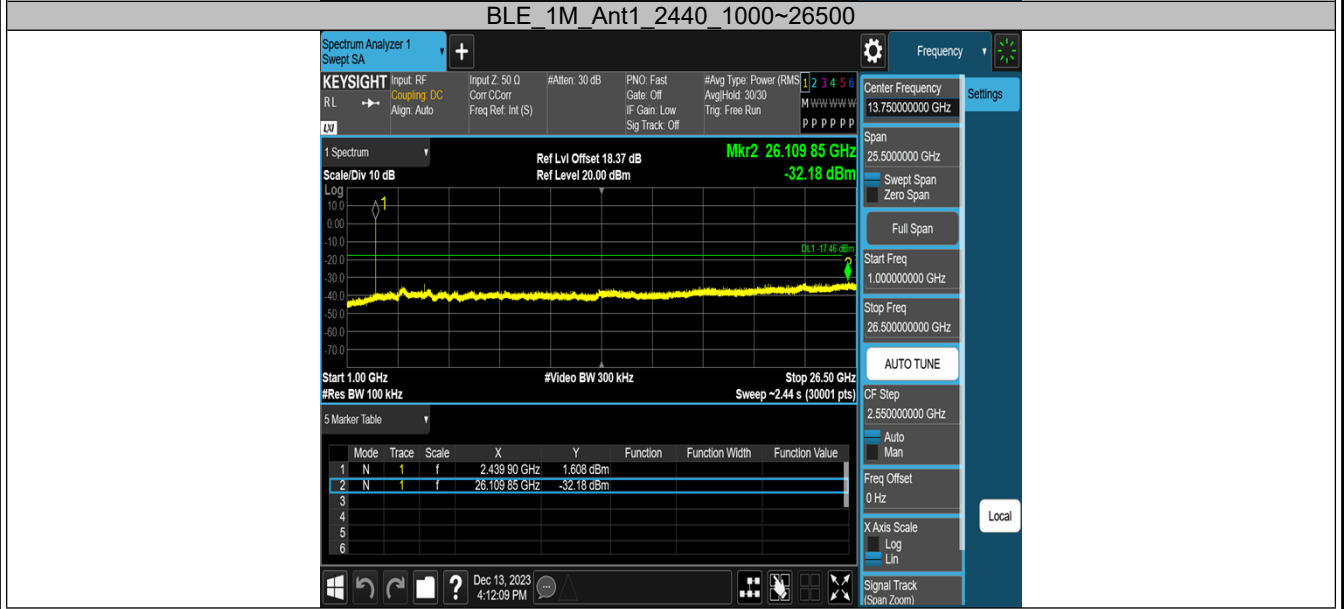 BLE_1M_Ant1_2440_1000~26500
Spectrum Analyzer 1
Swept SA
+
Frequency
KEYSIGHT
RL
LXI
Input: RF
Coupling: DC
Align: Auto
Input Z: 50 Ω
Corr CCorr
Freq Ref: Int (S)
#Atten: 30 dB
PNO: Fast
Gate: Off
IF Gain: Low
Sig Track: Off
#Avg Type: Power (RMS
Avg|Hold: 30/30
Trig: Free Run
1 2 3 4 5 6
M W W W W W
P P P P P P
1 Spectrum
Scale/Div 10 dB
Log
Ref Lvl Offset 18.37 dB
Ref Level 20.00 dBm
Mkr2 26.109 85 GHz
-32.18 dBm
10.0
0.00
-10.0
-20.0
-30.0
-40.0
-50.0
-60.0
-70.0
1
DL1 -17.46 dBm
2
Start 1.00 GHz
#Res BW 100 kHz
#Video BW 300 kHz
Stop 26.50 GHz
Sweep ~2.44 s (30001 pts)
5 Marker Table
Mode Trace Scale X Y Function Function Width Function Value
1 N 1 f 2.439 90 GHz 1.608 dBm
2 N 1 f 26.109 85 GHz -32.18 dBm
3
4
5
6
?
Dec 13, 2023
4:12:09 PM
Center Frequency
13.750000000 GHz
Settings
Span
25.5000000 GHz
Swept Span
Zero Span
Full Span
Start Freq
1.000000000 GHz
Stop Freq
26.500000000 GHz
AUTO TUNE
CF Step
2.550000000 GHz
Auto
Man
Freq Offset
0 Hz
X Axis Scale
Log
Lin
Local
Signal Track
(Span Zoom)